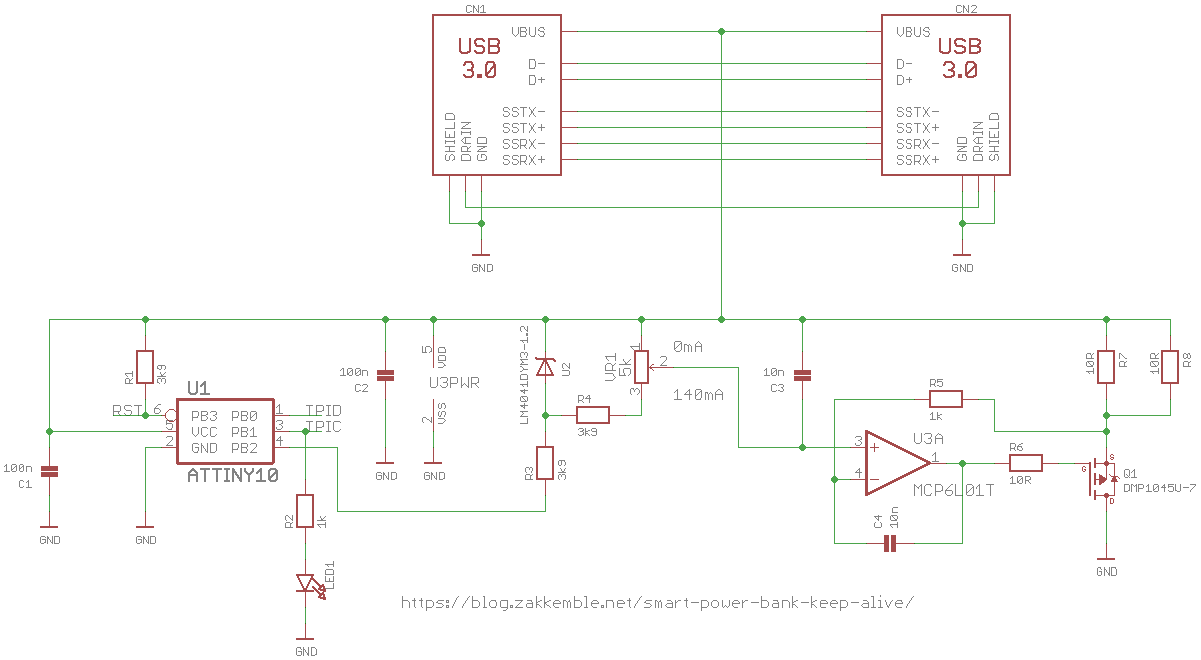 CN1
CN2
USB
3.0
VBUS
D-
D+
SSTX-
SSTX+
SSRX-
SSRX+
SHIELD
DRAIN
GND
USB
3.0
VBUS
D-
D+
SSTX-
SSTX+
SSRX-
SSRX+
GND
DRAIN
SHIELD
GND
GND
R1
3k9
100n
C2
5
VDD
U3PWR
2
VSS
LM4041DYM3-1.2
U2
VR1
5k
1
2
3
0mA
140mA
10n
C3
10R
R7
10R
R8
U1
RST
6
5
2
PB3
VCC
GND
PB0
PB1
PB2
1
3
4
TPID
TPIC
ATTINY10
R4
3k9
R3
3k9
R5
1k
U3A
3
4
+
-
1
MCP6L01T
R6
10R
G
S
D
Q1
DMP1045U-7
100n
C1
GND
GND
GND
GND
R2
1k
LED1
GND
C4
10n
GND
https://blog.zakkemble.net/smart-power-bank-keep-alive/